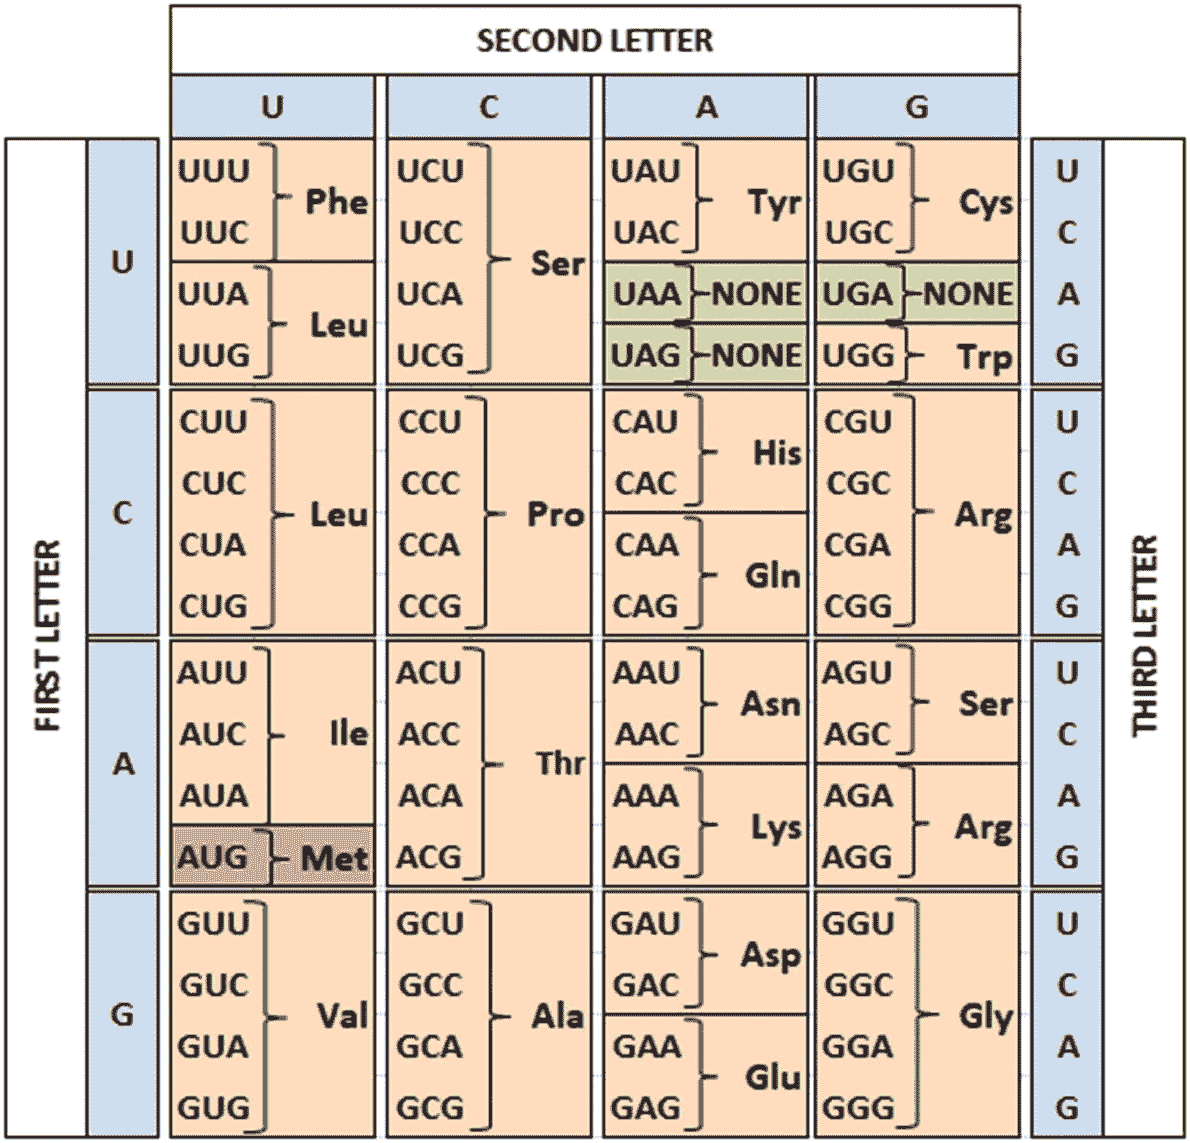 SECOND LETTER
U C A G
FIRST LETTER
THIRD LETTER
U
UUU UCU UAU UGU U
Phe Tyr Cys
UUC UCC UAC UGC C
Ser
UUA UCA UAA NONE UGA NONE A
Leu
UUG UCG UAG NONE UGG Trp G
C
CUU CCU CAU CGU U
His
CUC CCC CAC CGC C
Leu Pro Arg
CUA CCA CAA CGA A
Gln
CUG CCG CAG CGG G
A
AUU ACU AAU AGU U
Asn Ser
AUC Ile ACC AAC AGC C
Thr
AUA ACA AAA AGA A
Lys Arg
AUG Met ACG AAG AGG G
G
GUU GCU GAU GGU U
Asp
GUC GCC GAC GGC C
Val Ala Gly
GUA GCA GAA GGA A
Glu
GUG GCG GAG GGG G